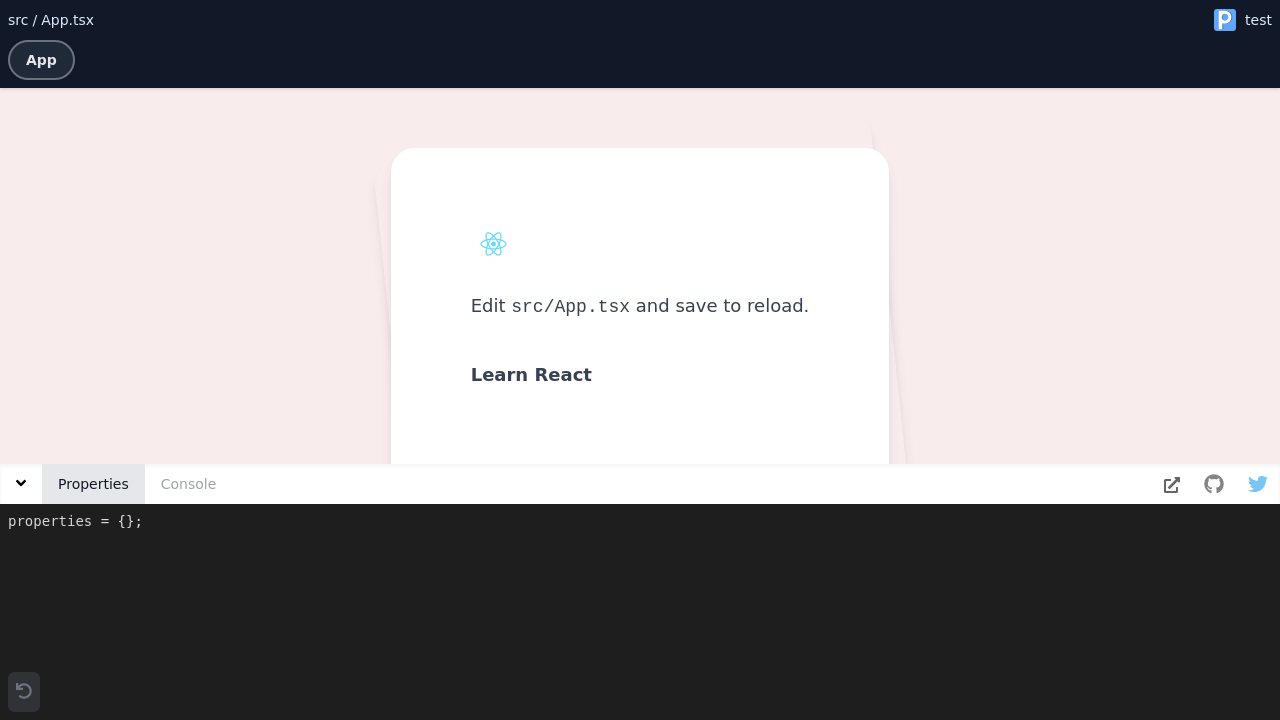 src / App.tsx
test
App
Edit src/App.tsx and save to reload.
Learn React
Properties
Console
properties = {};